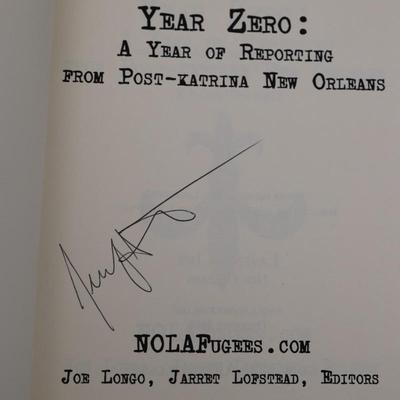 Year Zero:
A Year of Reporting
from Post-Katrina New Orleans
NOLAFugees.com
Joe Longo, Jarret Lofstead, Editors